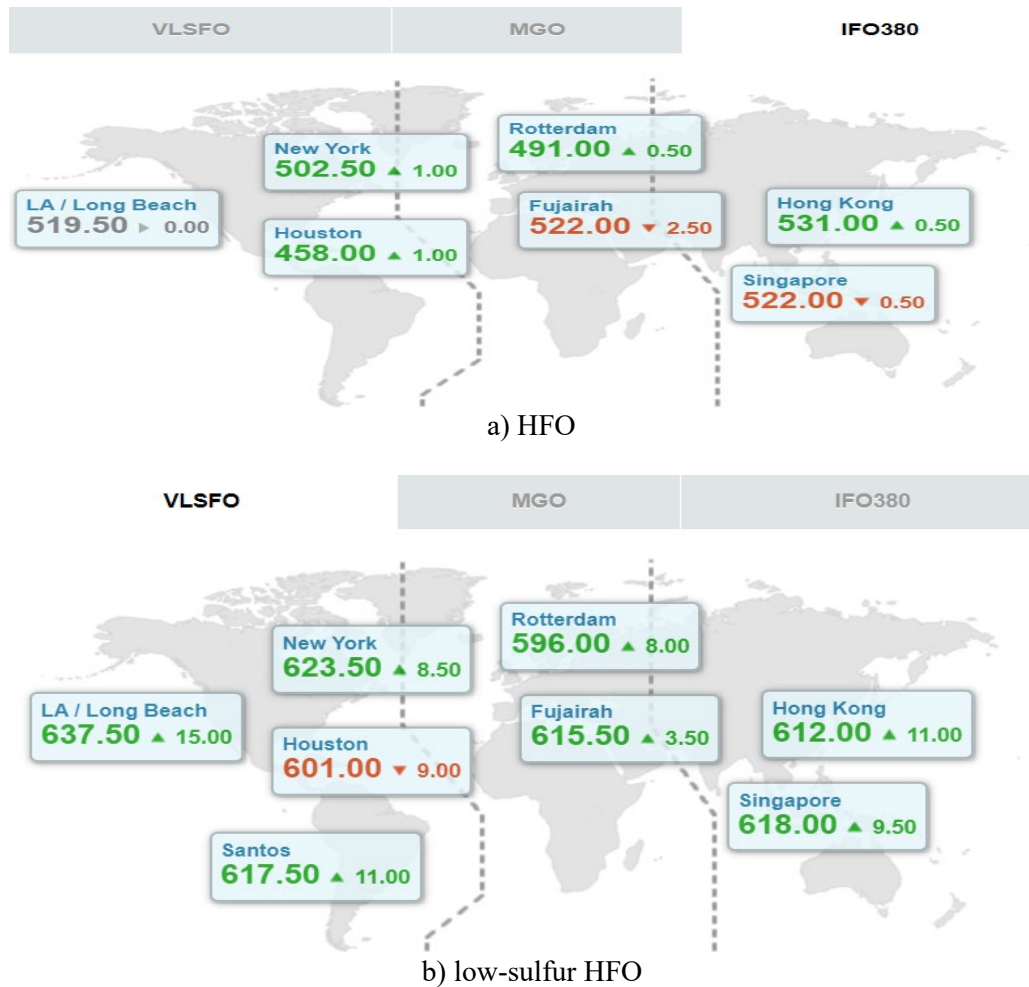 VLSFO MGO IFO380
Rotterdam
491.00 ▲ 0.50
New York
502.50 ▲ 1.00
LA / Long Beach
519.50 ► 0.00
Fujairah
522.00 ▼ 2.50
Hong Kong
531.00 ▲ 0.50
Houston
458.00 ▲ 1.00
Singapore
522.00 ▼ 0.50
a) HFO
VLSFO MGO IFO380
Rotterdam
596.00 ▲ 8.00
New York
623.50 ▲ 8.50
LA / Long Beach
637.50 ▲ 15.00
Fujairah
615.50 ▲ 3.50
Hong Kong
612.00 ▲ 11.00
Houston
601.00 ▼ 9.00
Singapore
618.00 ▲ 9.50
Santos
617.50 ▲ 11.00
b) low-sulfur HFO